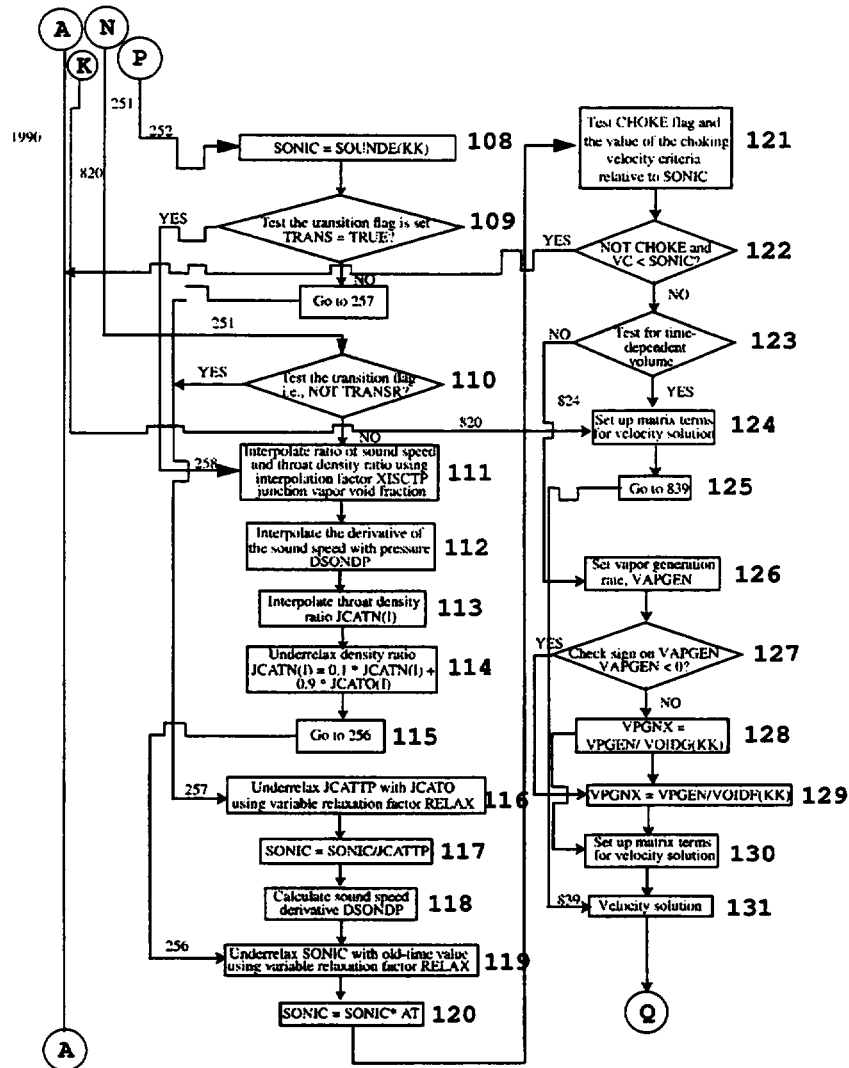 A
N
K
P
251
1990
252
820
SONIC = SOUNDE(KK)
108
YES
Test the transition flag is set
TRANS = TRUE?
109
NO
Go to 257
251
YES
Test the transition flag
i.e., NOT TRANSR?
110
820
NO
258
Interpolate ratio of sound speed
and throat density ratio using
interpolation factor XISCTP
junction vapor void fraction
111
Interpolate the derivative of
the sound speed with pressure
DSONDP
112
Interpolate throat density
ratio JCATN(I)
113
Underrelax density ratio
JCATN(I) = 0.1 * JCATN(I) +
0.9 * JCATO(I)
114
Go to 256
115
257
Underrelax JCATTP with JCATO
using variable relaxation factor RELAX
116
SONIC = SONIC/JCATTP
117
Calculate sound speed
derivative DSONDP
118
256
Underrelax SONIC with old-time value
using variable relaxation factor RELAX
119
SONIC = SONIC* AT
120
A
Test CHOKE flag and
the value of the choking
velocity criteria
relative to SONIC
121
YES
NOT CHOKE and
VC < SONIC?
122
NO
NO
Test for time-
dependent
volume
123
YES
824
Set up matrix terms
for velocity solution
124
Go to 839
125
Set vapor generation
rate, VAPGEN
126
YES
Check sign on VAPGEN
VAPGEN < 0?
127
NO
VPGNX =
VPGEN/ VOIDG(KK)
128
VPGNX = VPGEN/VOIDF(KK)
129
Set up matrix terms
for velocity solution
130
839
Velocity solution
131
Q